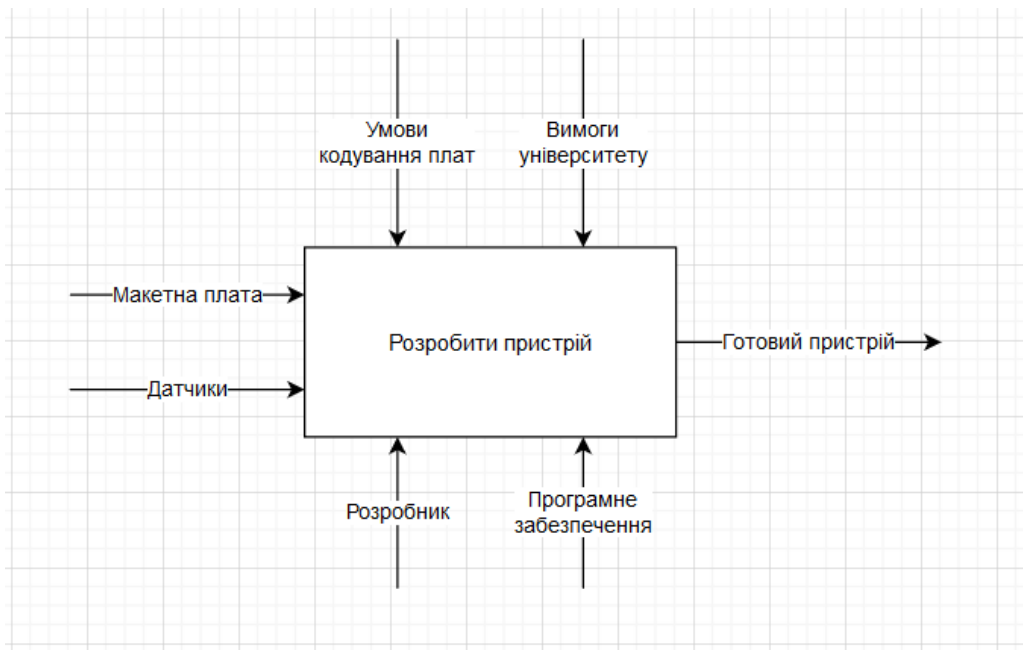 Умови
кодування плат
Вимоги
університету
Макетна плата
Розробити пристрій
Готовий пристрій
Датчики
Розробник
Програмне
забезпечення